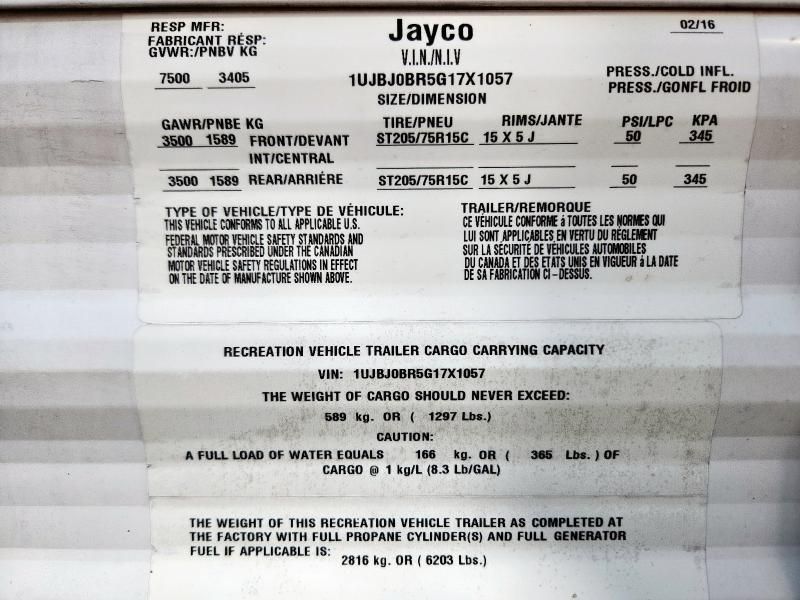 RESP MFR: Jayco 02/16
FABRICANT RÉSP:
GVWR:/PNBV KG V.I.N./N.I.V
7500 3405 1UJBJ0BR5G17X1057 PRESS./COLD INFL.
SIZE/DIMENSION PRESS./GONFL FROID
GAWR/PNBE KG TIRE/PNEU RIMS/JANTE PSI/LPC KPA
3500 1589 FRONT/DEVANT ST205/75R15C 15 X 5 J 50 345
INT/CENTRAL
3500 1589 REAR/ARRIÉRE ST205/75R15C 15 X 5 J 50 345
TYPE OF VEHICLE/TYPE DE VÉHICULE: TRAILER/REMORQUE
THIS VEHICLE CONFORMS TO ALL APPLICABLE U.S.
FEDERAL MOTOR VEHICLE SAFETY STANDARDS AND
STANDARDS PRESCRIBED UNDER THE CANADIAN
MOTOR VEHICLE SAFETY REGULATIONS IN EFFECT
ON THE DATE OF MANUFACTURE SHOWN ABOVE.
CE VÉHICULE CONFORME á TOUTES LES NORMES QUI
LUI SONT APPLICABLES EN VERTU DU RÉGLEMENT
SUR LA SÉCURITÉ DE VÉHICULES AUTOMOBILES
DU CANADA ET DES ETATS UNIS EN VIGUEUR á LA DATE
DE SA FABRICATION CI-DESSUS.
RECREATION VEHICLE TRAILER CARGO CARRYING CAPACITY
VIN: 1UJBJ0BR5G17X1057
THE WEIGHT OF CARGO SHOULD NEVER EXCEED:
589 kg. OR ( 1297 Lbs.)
CAUTION:
A FULL LOAD OF WATER EQUALS 166 kg. OR ( 365 Lbs. ) OF
CARGO @ 1 kg/L (8.3 Lb/GAL)
THE WEIGHT OF THIS RECREATION VEHICLE TRAILER AS COMPLETED AT
THE FACTORY WITH FULL PROPANE CYLINDER(S) AND FULL GENERATOR
FUEL IF APPLICABLE IS: 2816 kg. OR ( 6203 Lbs.)